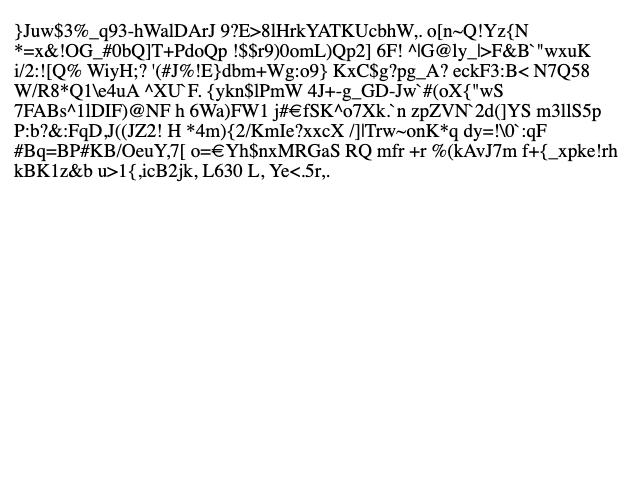 }Juw$3%_q93-hWalDArJ 9?E>8lHrkYATKUcbhW,. o[n~Q!Yz{N
*=x&!OG_#0bQ]T+PdoQp !$$r9)0omL)Qp2] 6F! ^|G@ly_|>F&B`"wxuK
i/2:![Q% WiyH;? '(#J%!E}dbm+Wg:o9} KxC$g?pg_A? eckF3:B< N7Q58
W/R8*Q1\e4uA ^XU`F. {ykn$lPmW 4J+-g_GD-Jw`#(oX{"wS
7FABs^1lDIF)@NF h 6Wa)FW1 j#€fSK^o7Xk.`n zpZVN`2d(]YS m3llS5p
P:b?&:FqD,J((JZ2! H *4m){2/KmIe?xxcX /]|Trw~onK*q dy=!\0`:qF
#Bq=BP#KB/OeuY,7[ o=€Yh$nxMRGaS RQ mfr +r %(kAvJ7m f+{_xpke!rh
kBK1z&b u>1{,icB2jk, L630 L, Ye<.5r,.